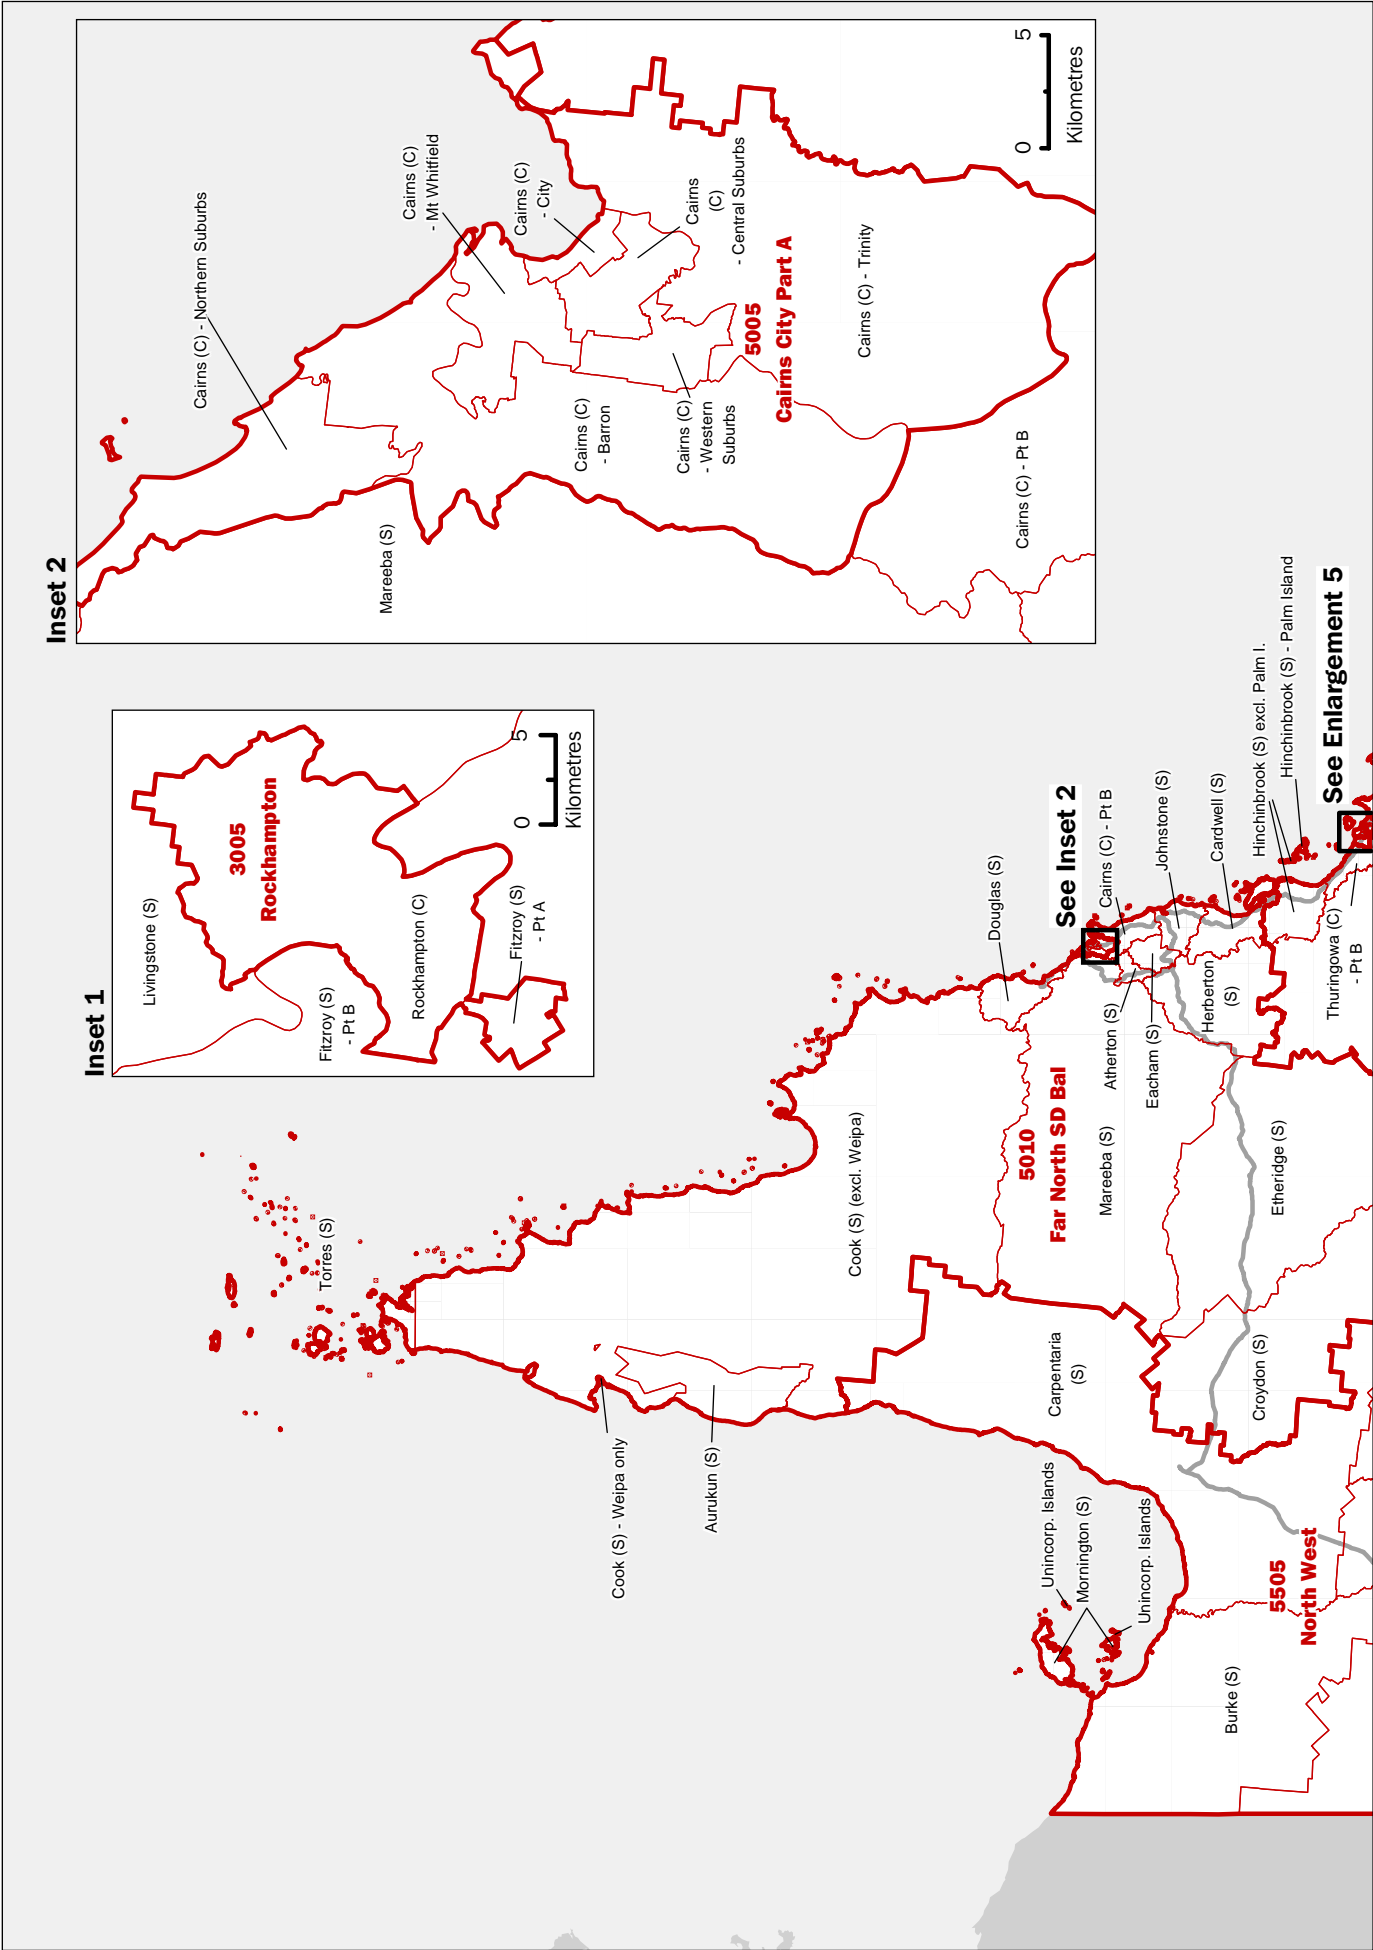 Inset 1
Livingstone (S)
3005
Rockhampton
Fitzroy (S)
- Pt B
Rockhampton (C)
Fitzroy (S)
- Pt A
0
5
Kilometres
Inset 2
Cairns (C) - Northern Suburbs
Mareeba (S)
Cairns (C)
- Mt Whitfield
Cairns (C)
- City
Cairns (C)
- Barron
Cairns
(C)
- Central Suburbs
Cairns (C)
- Western
Suburbs
5005
Cairns City Part A
Cairns (C) - Trinity
Cairns (C) - Pt B
0
5
Kilometres
Torres (S)
Cook (S) - Weipa only
Aurukun (S)
Cook (S) (excl. Weipa)
Douglas (S)
5010
Far North SD Bal
See Inset 2
Cairns (C) - Pt B
Mareeba (S)
Atherton (S)
Eacham (S)
Johnstone (S)
Herberton
(S)
Cardwell (S)
Hinchinbrook (S) excl. Palm I.
Hinchinbrook (S) - Palm Island
See Enlargement 5
Thuringowa (C)
- Pt B
Etheridge (S)
Carpentaria
(S)
Croydon (S)
Unincorp. Islands
Mornington (S)
Unincorp. Islands
Burke (S)
5505
North West